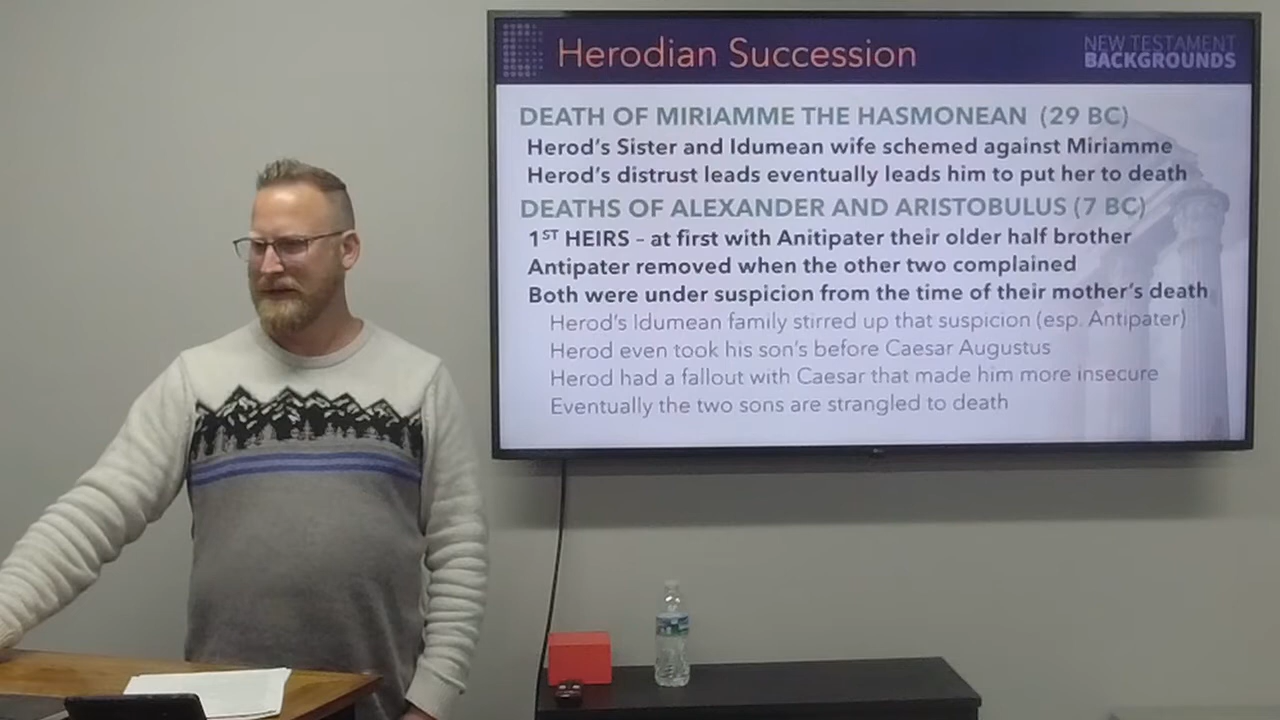 Herodian Succession
NEW TESTAMENT
BACKGROUNDS
DEATH OF MIRIAMME THE HASMONEAN (29 BC)
Herod's Sister and Idumean wife schemed against Miriamme
Herod's distrust leads eventually leads him to put her to death
DEATHS OF ALEXANDER AND ARISTOBULUS (7 BC)
1ST HEIRS – at first with Anitipater their older half brother
Antipater removed when the other two complained
Both were under suspicion from the time of their mother's death
Herod's Idumean family stirred up that suspicion (esp. Antipater)
Herod even took his son's before Caesar Augustus
Herod had a fallout with Caesar that made him more insecure
Eventually the two sons are strangled to death